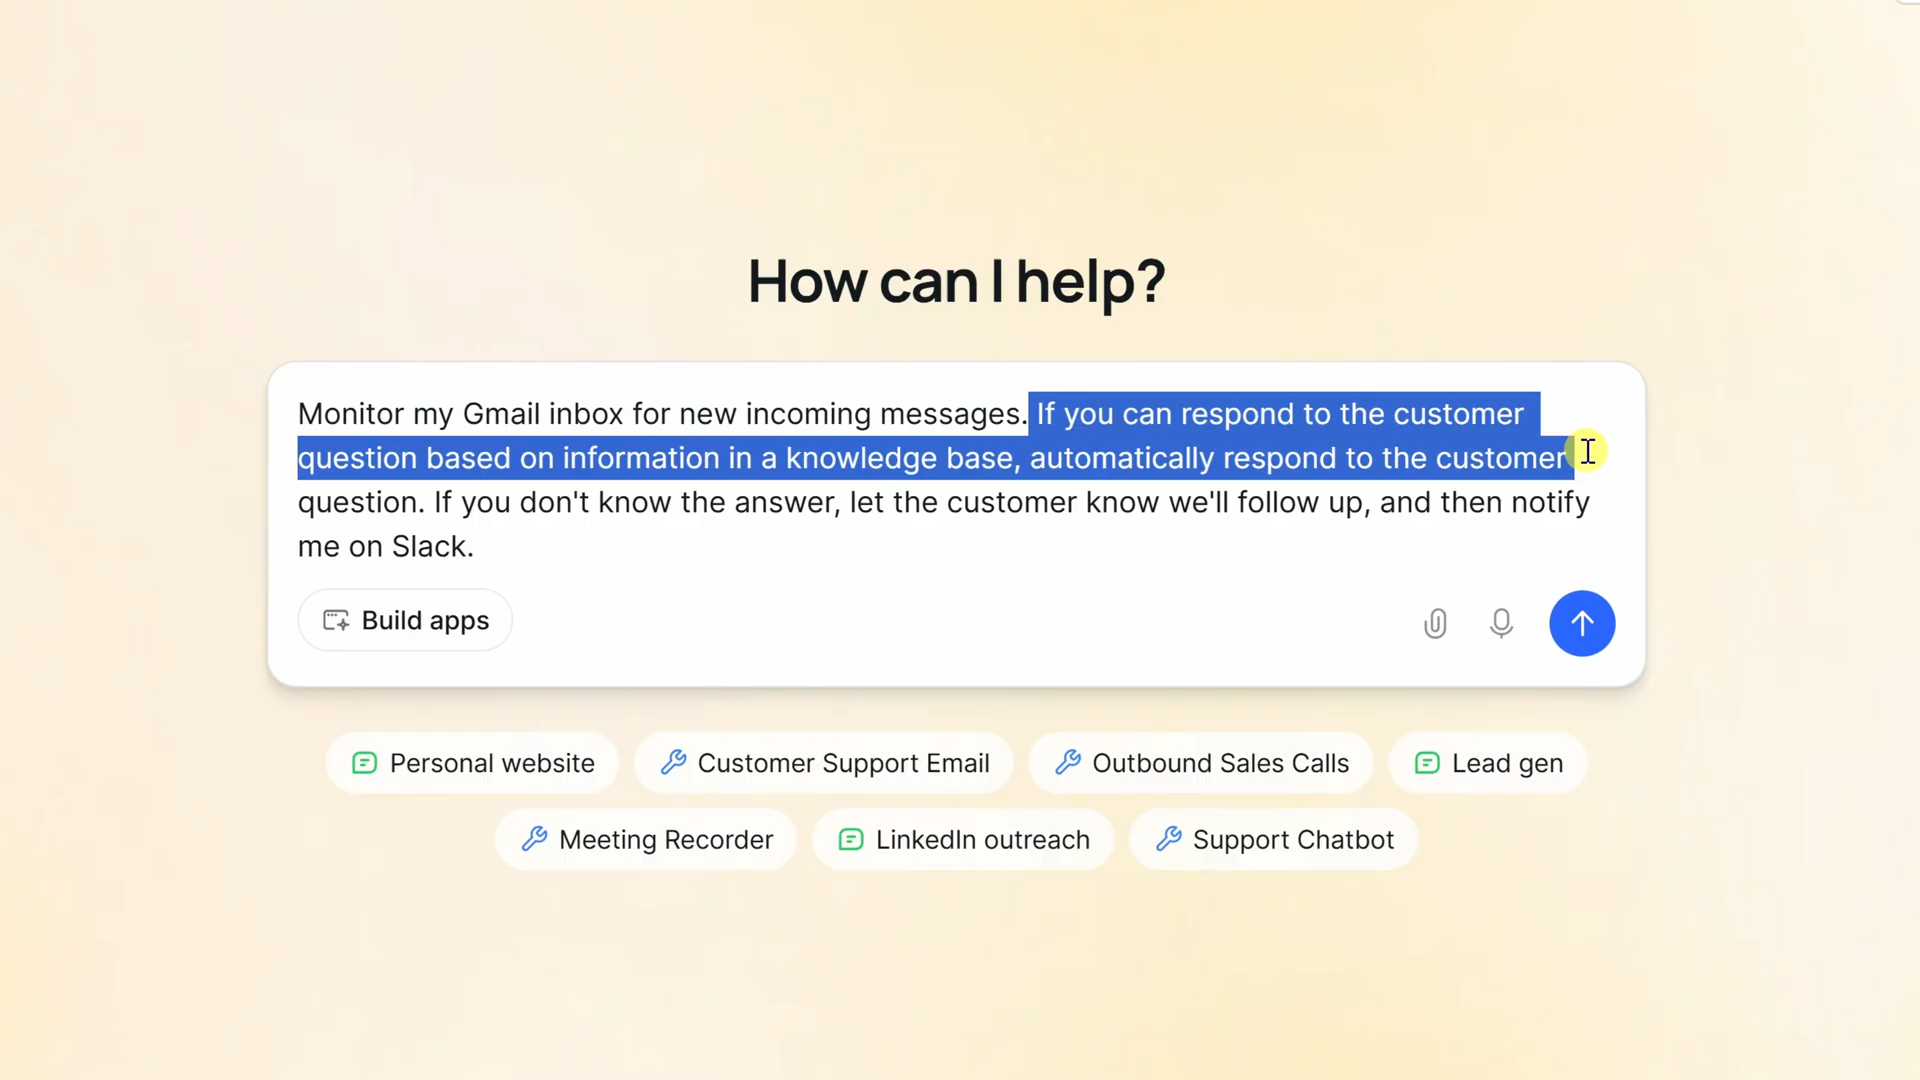 How can I help?
Monitor my Gmail inbox for new incoming messages. If you can respond to the customer
question based on information in a knowledge base, automatically respond to the customer
question. If you don't know the answer, let the customer know we'll follow up, and then notify
me on Slack.
Build apps
Personal website
Customer Support Email
Outbound Sales Calls
Lead gen
Meeting Recorder
LinkedIn outreach
Support Chatbot